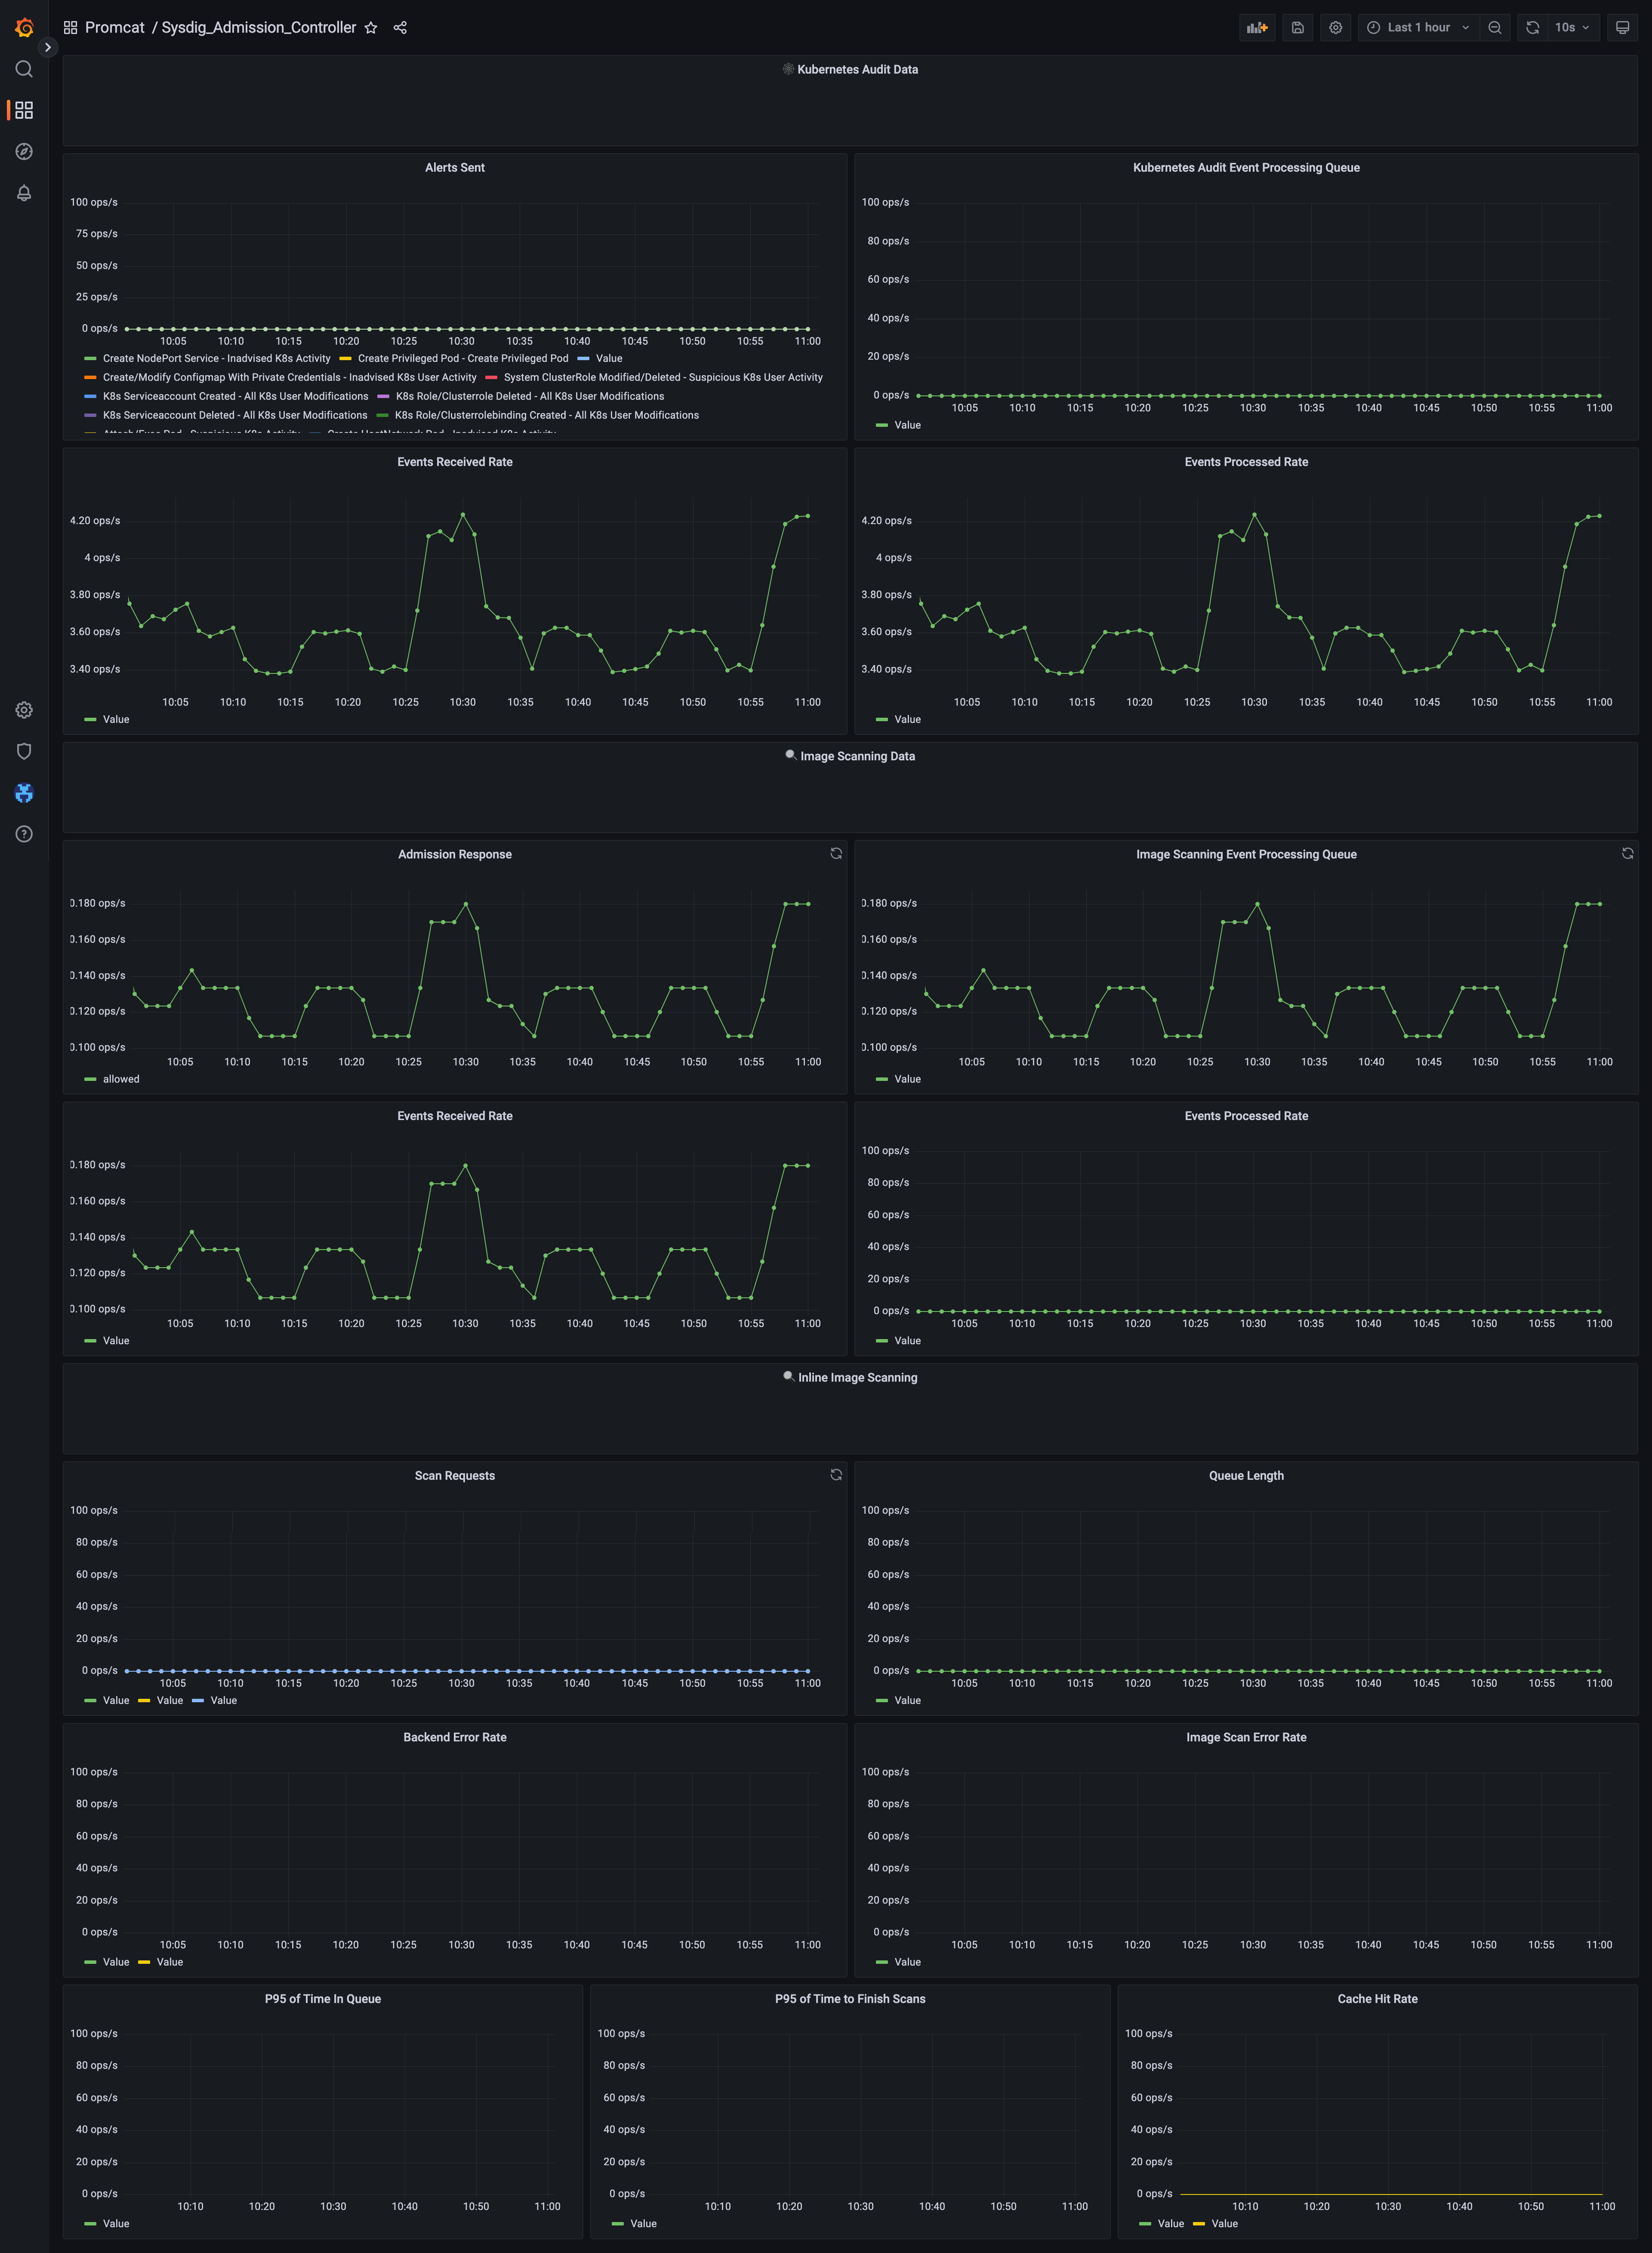 Promcat / Sysdig_Admission_Controller
Last 1 hour
10s
Kubernetes Audit Data
Alerts Sent
100 ops/s
75 ops/s
50 ops/s
25 ops/s
0 ops/s
10:05 10:10 10:15 10:20 10:25 10:30 10:35 10:40 10:45 10:50 10:55 11:00
Create NodePort Service - Inadvised K8s Activity Create Privileged Pod - Create Privileged Pod Value
Create/Modify Configmap With Private Credentials - Inadvised K8s User Activity System ClusterRole Modified/Deleted - Suspicious K8s User Activity
K8s Serviceaccount Created - All K8s User Modifications K8s Role/Clusterrole Deleted - All K8s User Modifications
K8s Serviceaccount Deleted - All K8s User Modifications K8s Role/Clusterrolebinding Created - All K8s User Modifications
Attach/Exec Pod - Suspicious K8s Activity Create HostNetwork Pod - Inadvised K8s Activity
Kubernetes Audit Event Processing Queue
100 ops/s
80 ops/s
60 ops/s
40 ops/s
20 ops/s
0 ops/s
10:05 10:10 10:15 10:20 10:25 10:30 10:35 10:40 10:45 10:50 10:55 11:00
Value
Events Received Rate
4.20 ops/s
4 ops/s
3.80 ops/s
3.60 ops/s
3.40 ops/s
10:05 10:10 10:15 10:20 10:25 10:30 10:35 10:40 10:45 10:50 10:55 11:00
Value
Events Processed Rate
4.20 ops/s
4 ops/s
3.80 ops/s
3.60 ops/s
3.40 ops/s
10:05 10:10 10:15 10:20 10:25 10:30 10:35 10:40 10:45 10:50 10:55 11:00
Value
Image Scanning Data
Admission Response
0.180 ops/s
0.160 ops/s
0.140 ops/s
0.120 ops/s
0.100 ops/s
10:05 10:10 10:15 10:20 10:25 10:30 10:35 10:40 10:45 10:50 10:55 11:00
allowed
Image Scanning Event Processing Queue
0.180 ops/s
0.160 ops/s
0.140 ops/s
0.120 ops/s
0.100 ops/s
10:05 10:10 10:15 10:20 10:25 10:30 10:35 10:40 10:45 10:50 10:55 11:00
Value
Events Received Rate
0.180 ops/s
0.160 ops/s
0.140 ops/s
0.120 ops/s
0.100 ops/s
10:05 10:10 10:15 10:20 10:25 10:30 10:35 10:40 10:45 10:50 10:55 11:00
Value
Events Processed Rate
100 ops/s
80 ops/s
60 ops/s
40 ops/s
20 ops/s
0 ops/s
10:05 10:10 10:15 10:20 10:25 10:30 10:35 10:40 10:45 10:50 10:55 11:00
Value
Inline Image Scanning
Scan Requests
100 ops/s
80 ops/s
60 ops/s
40 ops/s
20 ops/s
0 ops/s
10:05 10:10 10:15 10:20 10:25 10:30 10:35 10:40 10:45 10:50 10:55 11:00
Value Value Value
Queue Length
100 ops/s
80 ops/s
60 ops/s
40 ops/s
20 ops/s
0 ops/s
10:05 10:10 10:15 10:20 10:25 10:30 10:35 10:40 10:45 10:50 10:55 11:00
Value
Backend Error Rate
100 ops/s
80 ops/s
60 ops/s
40 ops/s
20 ops/s
0 ops/s
10:05 10:10 10:15 10:20 10:25 10:30 10:35 10:40 10:45 10:50 10:55 11:00
Value Value
Image Scan Error Rate
100 ops/s
80 ops/s
60 ops/s
40 ops/s
20 ops/s
0 ops/s
10:05 10:10 10:15 10:20 10:25 10:30 10:35 10:40 10:45 10:50 10:55 11:00
Value
P95 of Time In Queue
100 ops/s
80 ops/s
60 ops/s
40 ops/s
20 ops/s
0 ops/s
10:10 10:20 10:30 10:40 10:50 11:00
Value
P95 of Time to Finish Scans
100 ops/s
80 ops/s
60 ops/s
40 ops/s
20 ops/s
0 ops/s
10:10 10:20 10:30 10:40 10:50 11:00
Value
Cache Hit Rate
100 ops/s
80 ops/s
60 ops/s
40 ops/s
20 ops/s
0 ops/s
10:10 10:20 10:30 10:40 10:50 11:00
Value Value